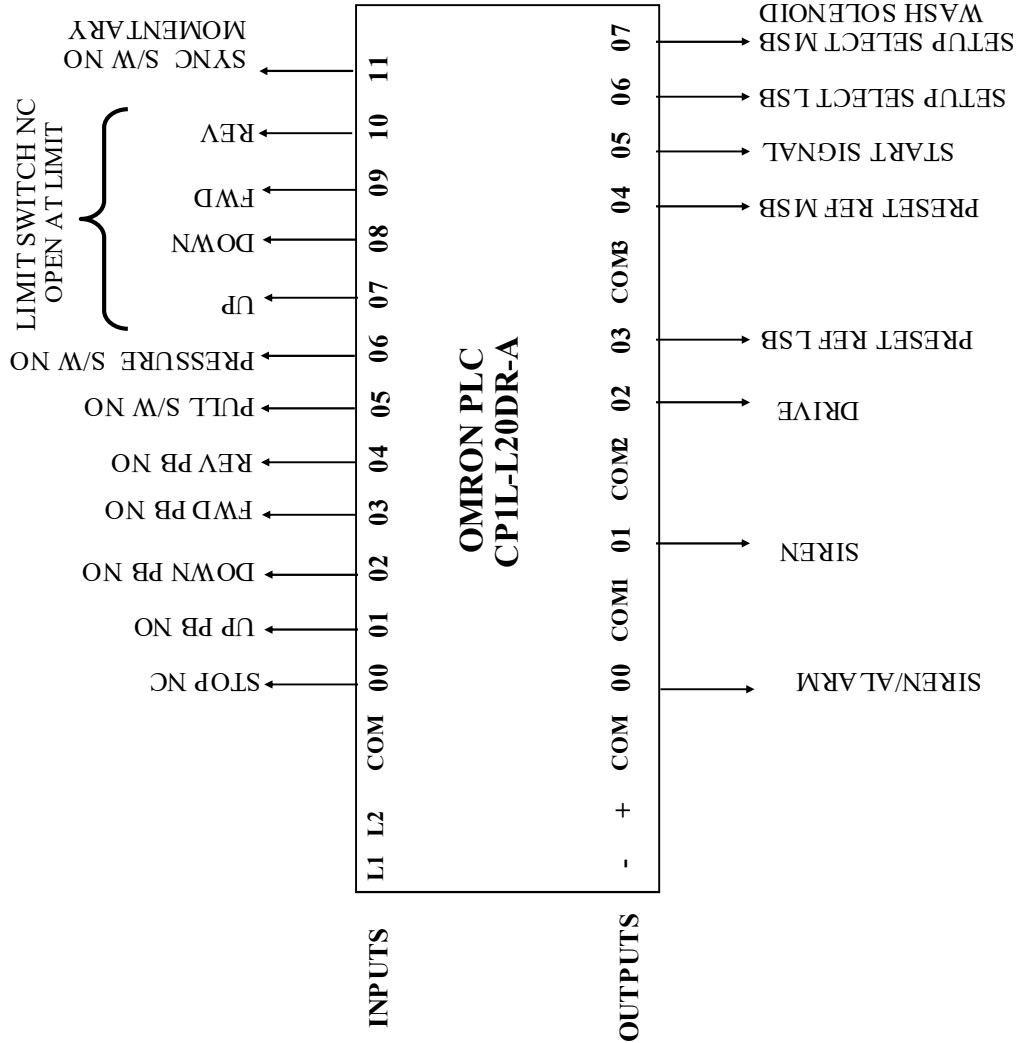 INPUTS
L1 L2 COM 00 01 02 03 04 05 06 07 08 09 10 11
STOP NC
UP PB NO
DOWN PB NO
FWD PB NO
REV PB NO
PULL S/W NO
PRESSURE S/W NO
UP
DOWN
FWD
REV
LIMIT SWITCH NC
OPEN AT LIMIT
SYNC S/W NO
MOMENTARY
OMRON PLC
CP1L-L20DR-A
OUTPUTS
- + COM 00 COM1 01 COM2 02 03 COM3 04 05 06 07
SIREN/ALARM
SIREN
DRIVE
PRESET REF LSB
PRESET REF MSB
START SIGNAL
SETUP SELECT LSB
SETUP SELECT MSB
WASH SOLENOID